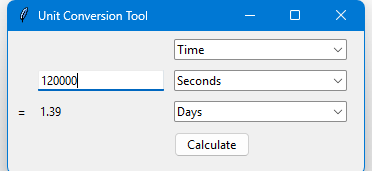 Unit Conversion Tool
Time
120000 Seconds
= 1.39 Days
Calculate